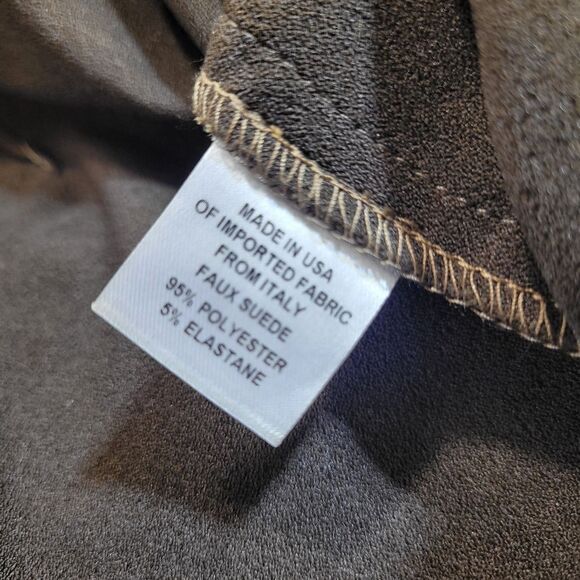 MADE IN USA
OF IMPORTED FABRIC
FROM ITALY
FAUX SUEDE
95% POLYESTER
5% ELASTANE